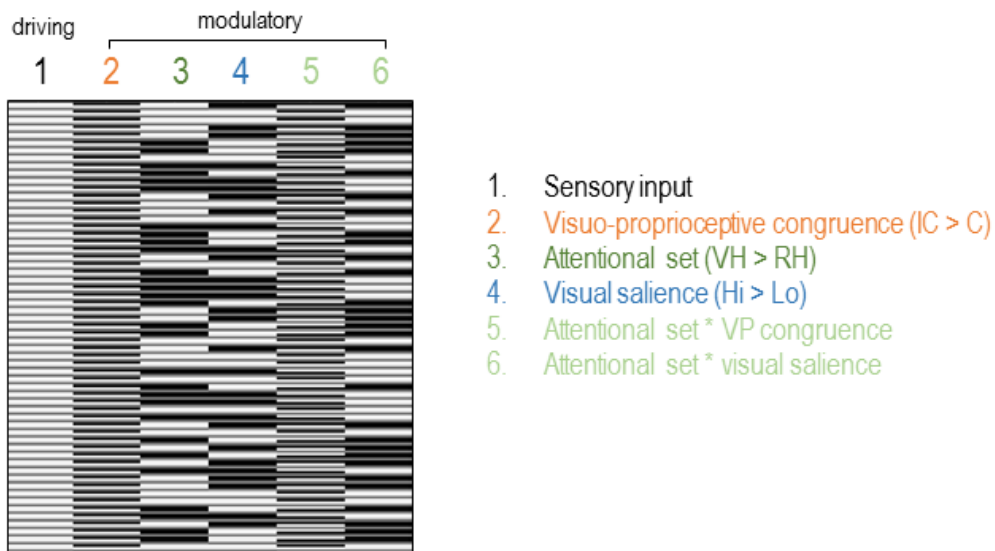 driving modulatory
1 2 3 4 5 6
1. Sensory input
2. Visuo-proprioceptive congruence (IC > C)
3. Attentional set (VH > RH)
4. Visual salience (Hi > Lo)
5. Attentional set * VP congruence
6. Attentional set * visual salience